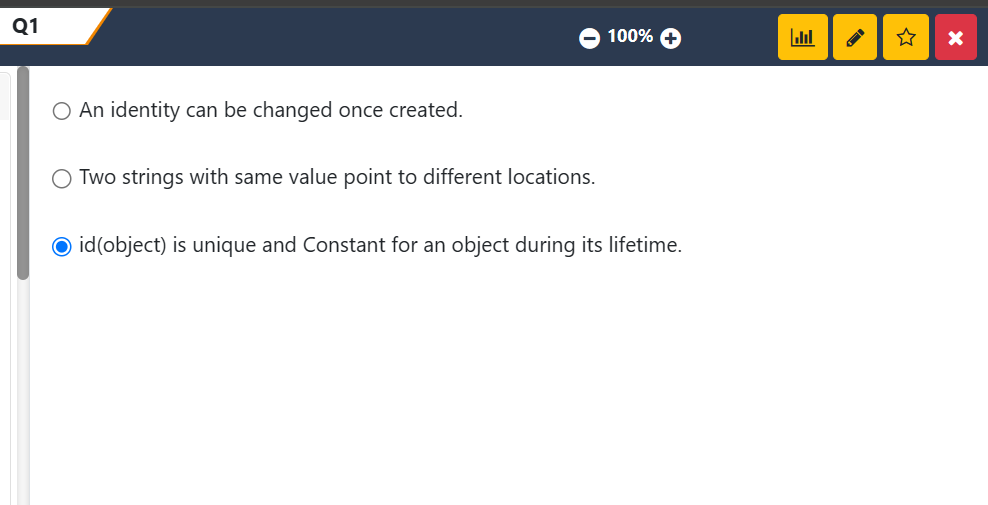 Q1
100%
An identity can be changed once created.
Two strings with same value point to different locations.
id(object) is unique and Constant for an object during its lifetime.